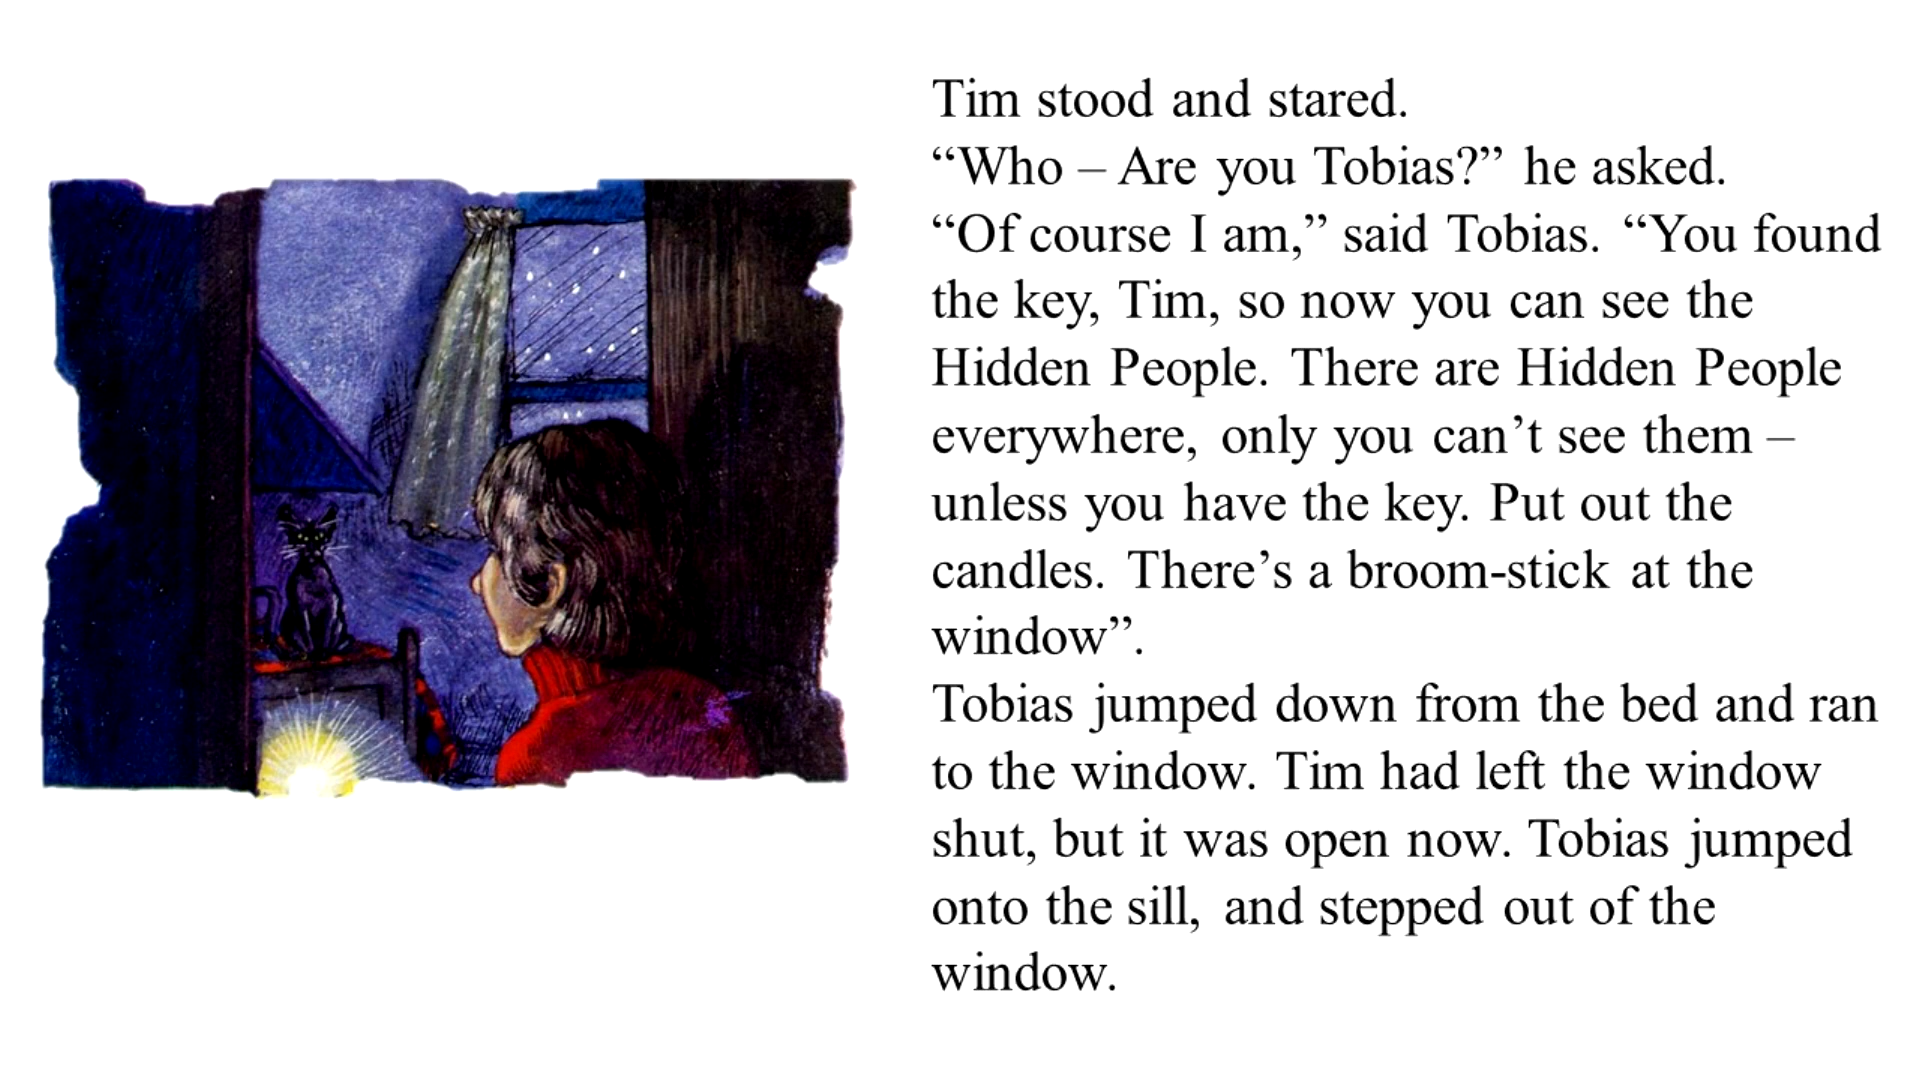 Tim stood and stared.
“Who – Are you Tobias?” he asked.
“Of course I am,” said Tobias. “You found
the key, Tim, so now you can see the
Hidden People. There are Hidden People
everywhere, only you can’t see them –
unless you have the key. Put out the
candles. There’s a broom-stick at the
window”.
Tobias jumped down from the bed and ran
to the window. Tim had left the window
shut, but it was open now. Tobias jumped
onto the sill, and stepped out of the
window.